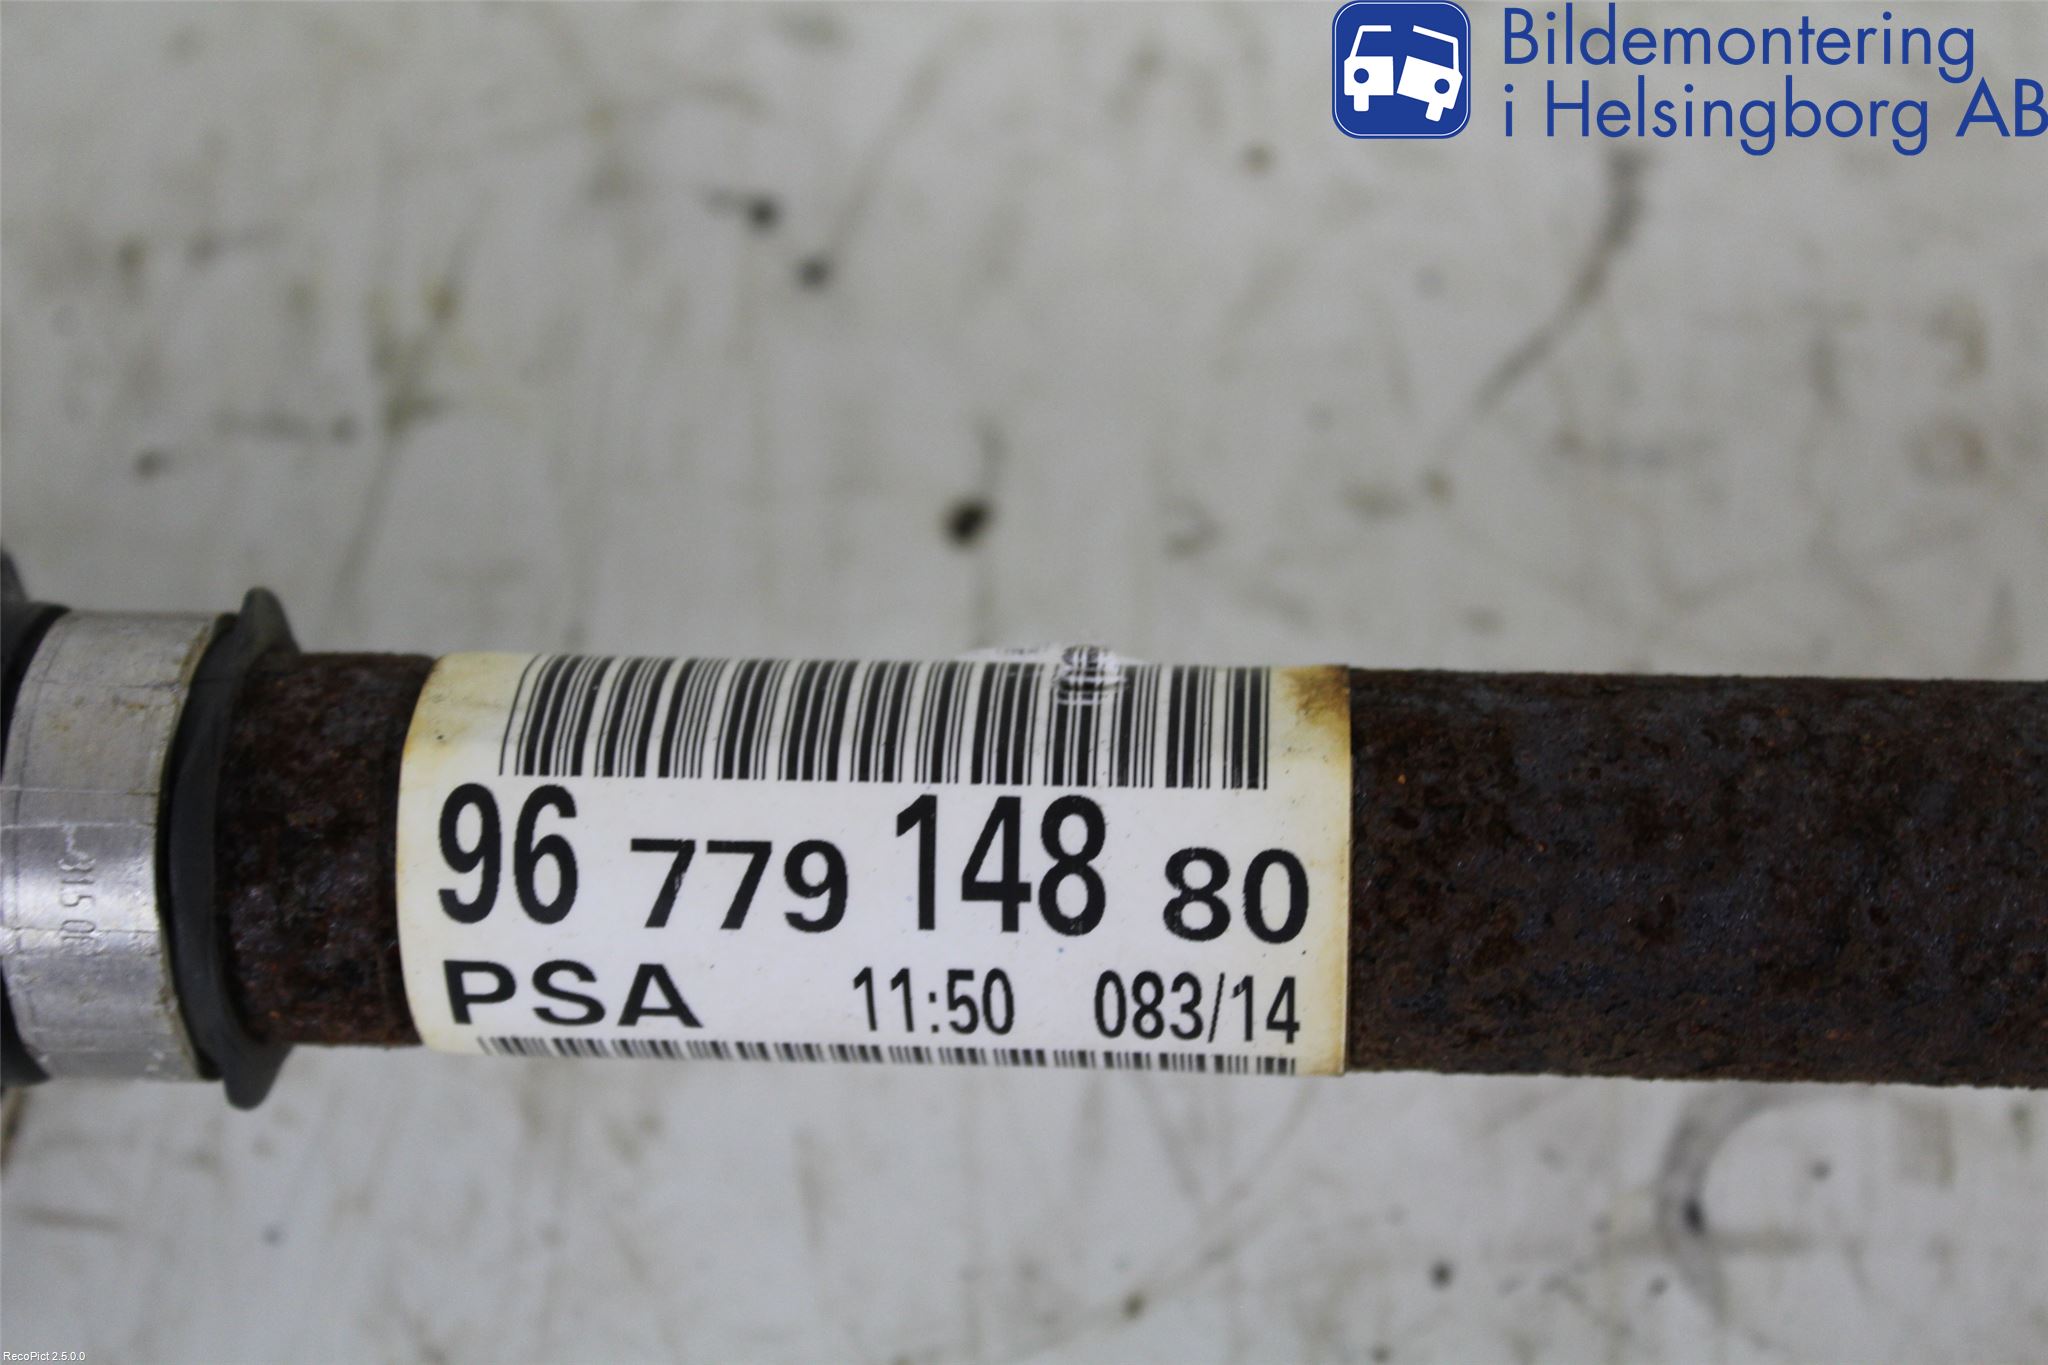 Bildemontering
i Helsingborg AB
96 779 148 80
PSA 11:50 083/14
RecoPict 2.5.0.0